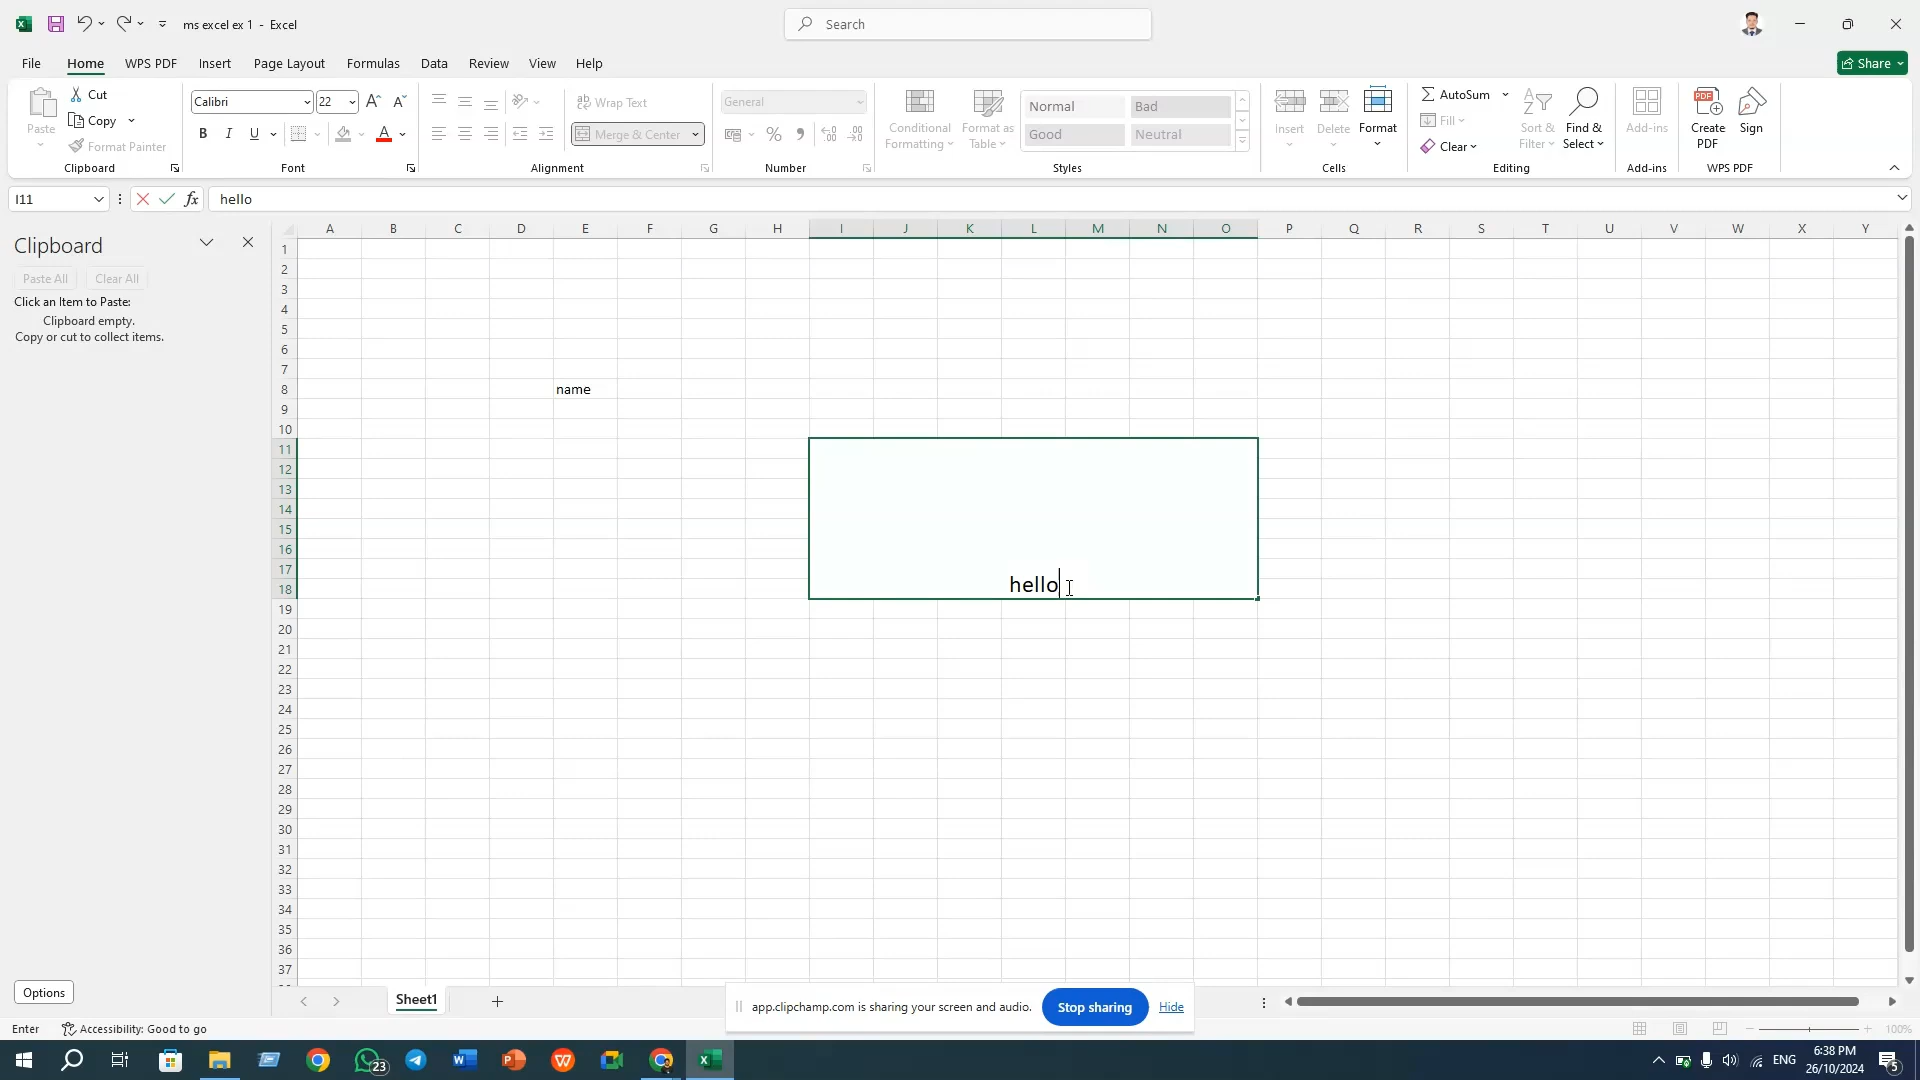 ms excel ex 1 - Excel
Search
File Home WPS PDF Insert Page Layout Formulas Data Review View Help
Share
Paste
Cut
Copy
Format Painter
Clipboard
Calibri 22 A A
B I U A
Font
Wrap Text
Merge & Center
Alignment
General
%
Number
Conditional Formatting
Format as Table
Normal Bad
Good Neutral
Styles
Insert Delete Format
Cells
AutoSum
Fill
Clear
Sort & Filter
Find & Select
Editing
Add-ins
Add-ins
Create PDF
Sign
WPS PDF
I11 fx hello
Clipboard
Paste All Clear All
Click an Item to Paste:
Clipboard empty.
Copy or cut to collect items.
Options
A B C D E F G H I J K L M N O P Q R S T U V W X Y
1
2
3
4
5
6
7
8 name
9
10
11
12
13
14
15
16
17
18 hello
19
20
21
22
23
24
25
26
27
28
29
30
31
32
33
34
35
36
37
Sheet1
app.clipchamp.com is sharing your screen and audio. Stop sharing Hide
Enter Accessibility: Good to go
100%
23
ENG
6:38 PM
26/10/2024
5